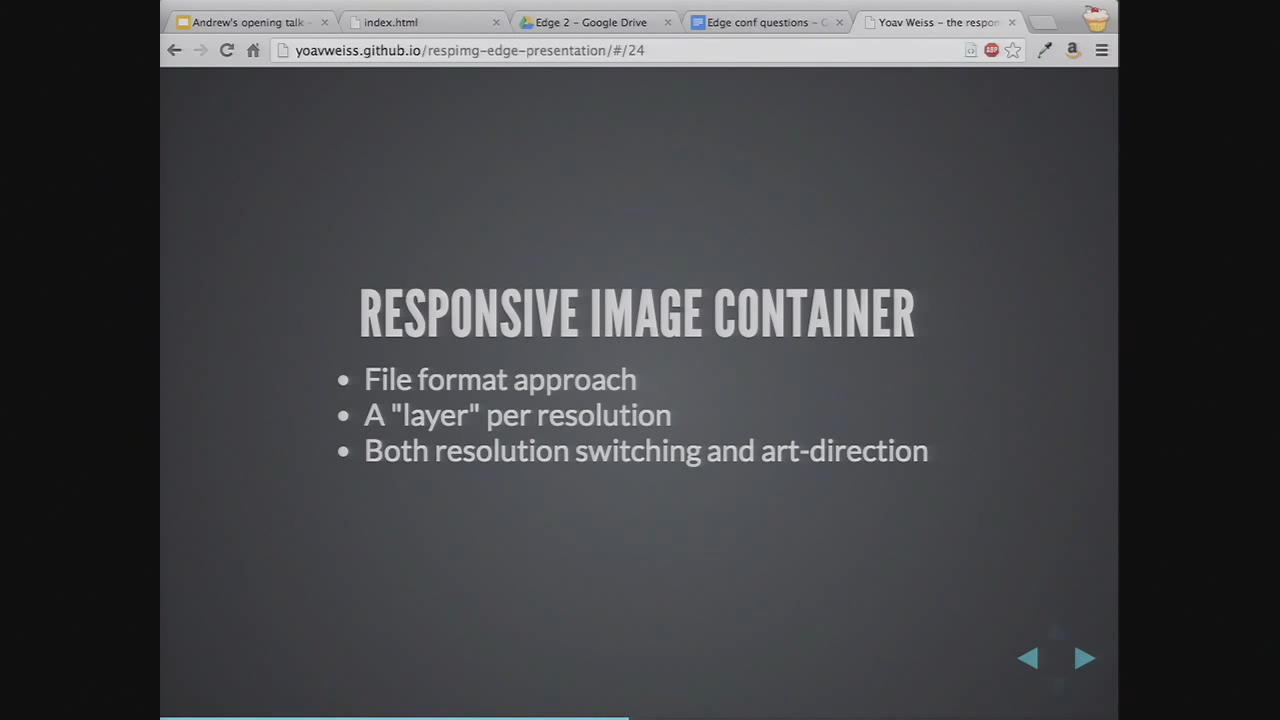 Andrew's opening talk -
index.html
Edge 2 – Google Drive
Edge conf questions –
Yoav Weiss – the respon
yoavweiss.github.io/respimg-edge-presentation/#/24
ABP
a
RESPONSIVE IMAGE CONTAINER
• File format approach
• A "layer" per resolution
• Both resolution switching and art-direction